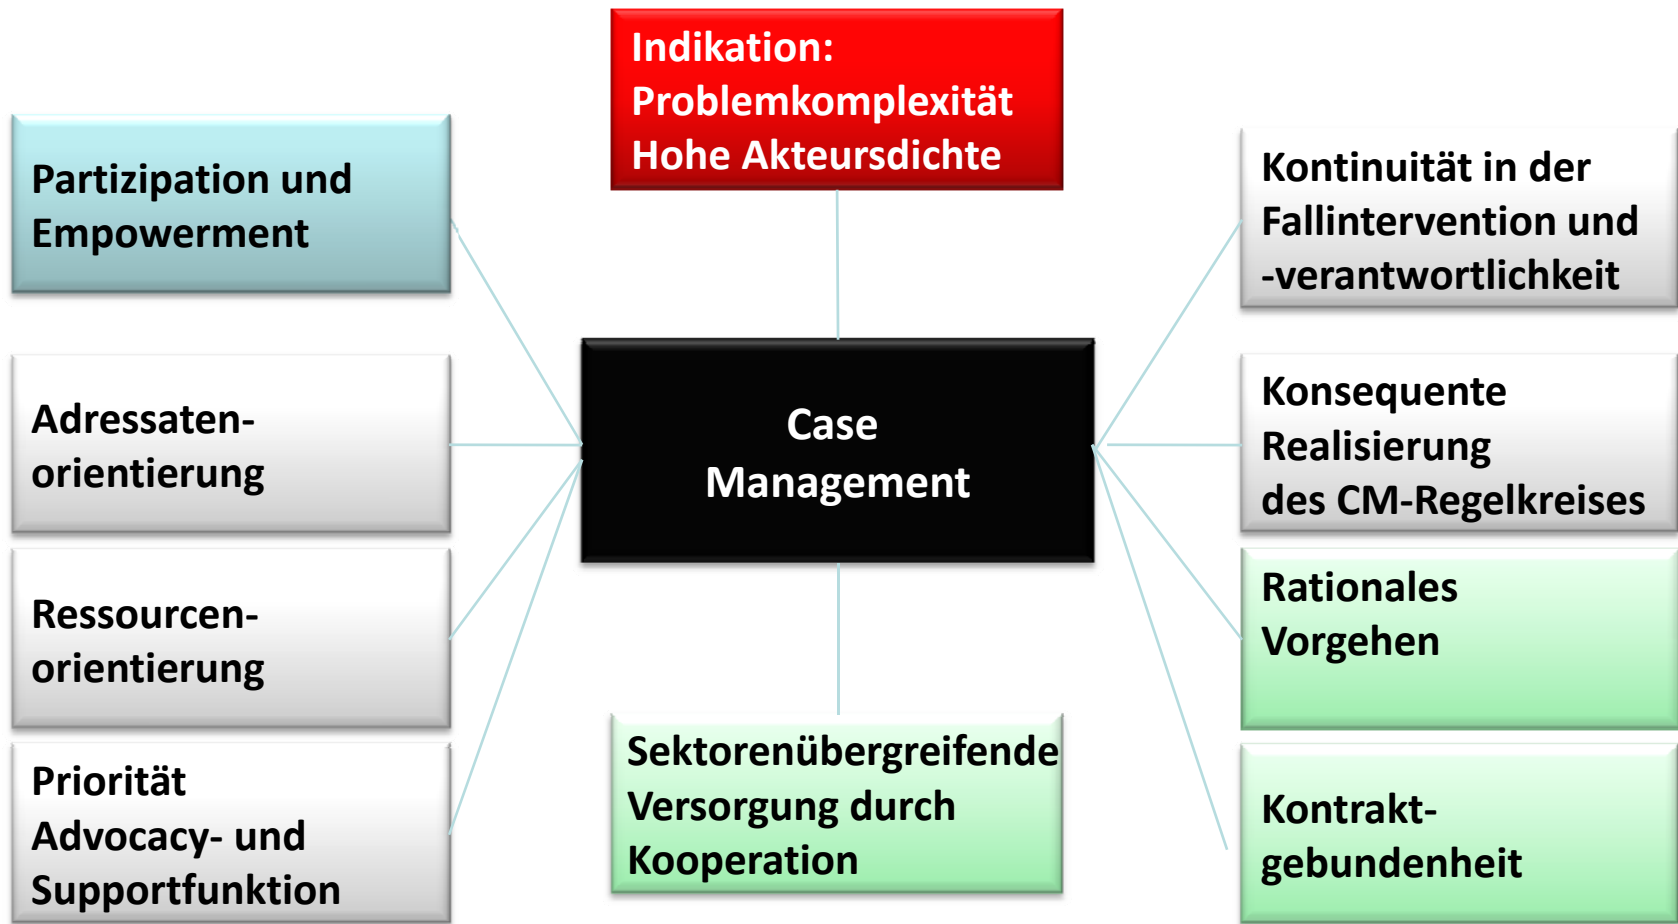 Indikation:
Problemkomplexität
Hohe Akteursdichte
Partizipation und
Empowerment
Adressaten-
orientierung
Ressourcen-
orientierung
Priorität
Advocacy- und
Supportfunktion
Case
Management
Sektorenübergreifende
Versorgung durch
Kooperation
Kontinuität in der
Fallintervention und
-verantwortlichkeit
Konsequente
Realisierung
des CM-Regelkreises
Rationales
Vorgehen
Kontrakt-
gebundenheit